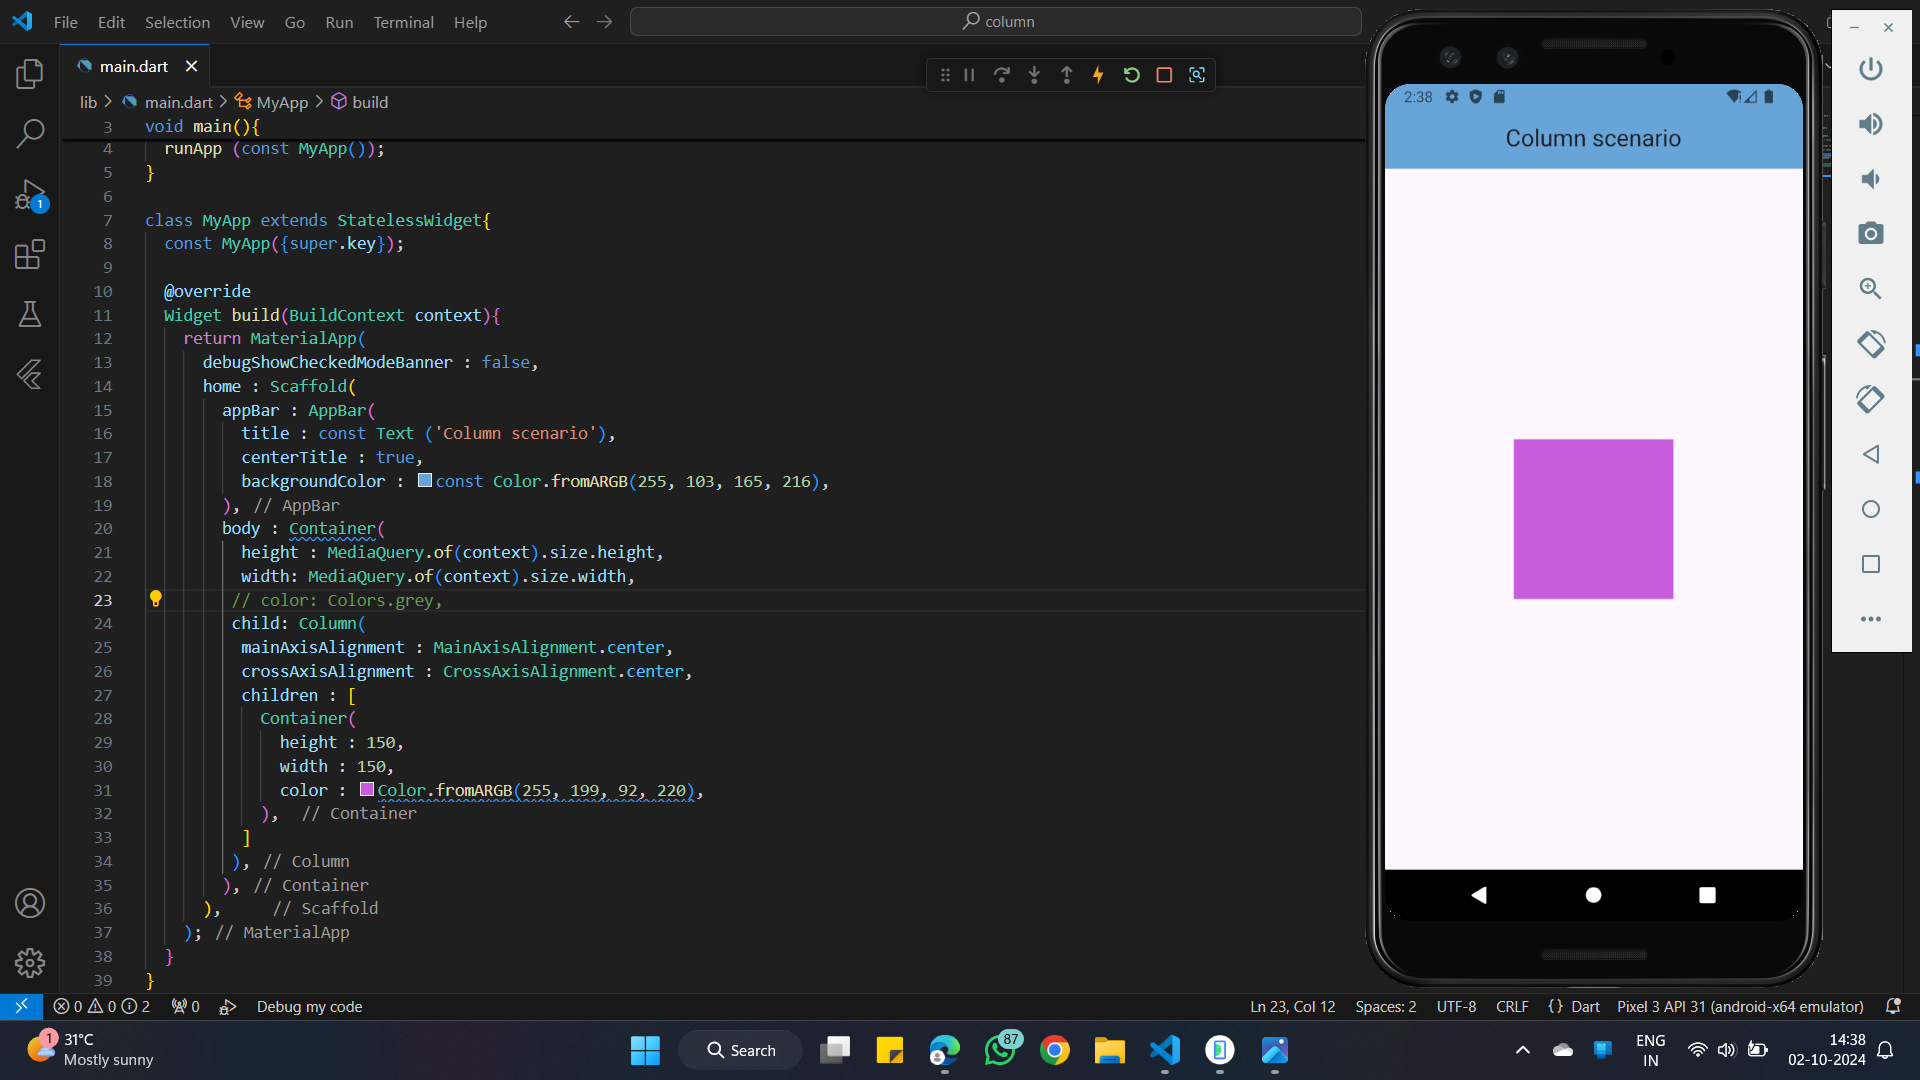 File Edit Selection View Go Run Terminal Help
column
main.dart
lib > main.dart > MyApp > build
3 void main(){
4 runApp (const MyApp());
5 }
6
7 class MyApp extends StatelessWidget{
8 const MyApp({super.key});
9
10 @override
11 Widget build(BuildContext context){
12 return MaterialApp(
13 debugShowCheckedModeBanner : false,
14 home : Scaffold(
15 appBar : AppBar(
16 title : const Text ('Column scenario'),
17 centerTitle : true,
18 backgroundColor : const Color.fromARGB(255, 103, 165, 216),
19 ), // AppBar
20 body : Container(
21 height : MediaQuery.of(context).size.height,
22 width: MediaQuery.of(context).size.width,
23 // color: Colors.grey,
24 child: Column(
25 mainAxisAlignment : MainAxisAlignment.center,
26 crossAxisAlignment : CrossAxisAlignment.center,
27 children : [
28 Container(
29 height : 150,
30 width : 150,
31 color : Color.fromARGB(255, 199, 92, 220),
32 ), // Container
33 ]
34 ), // Column
35 ), // Container
36 ), // Scaffold
37 ); // MaterialApp
38 }
39 }
1
2:38
Column scenario
0 0 2 0 Debug my code
Ln 23, Col 12 Spaces: 2 UTF-8 CRLF {} Dart Pixel 3 API 31 (android-x64 emulator)
1
31°C
Mostly sunny
Search
87
ENG
IN
14:38
02-10-2024